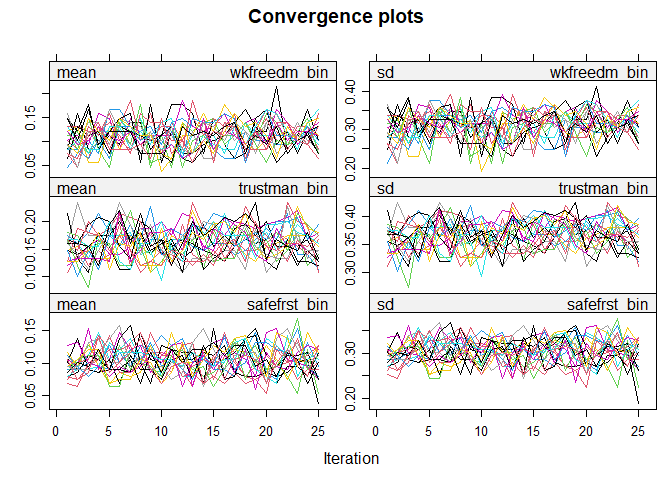 Convergence plots
mean wkfreedm_bin
sd wkfreedm_bin
0.05 0.15
0.20 0.30 0.40
mean trustman_bin
sd trustman_bin
0.10 0.15 0.20
0.30 0.35 0.40
mean safefrst_bin
sd safefrst_bin
0.05 0.10 0.15
0.20 0.30
0 5 10 15 20 25
0 5 10 15 20 25
Iteration